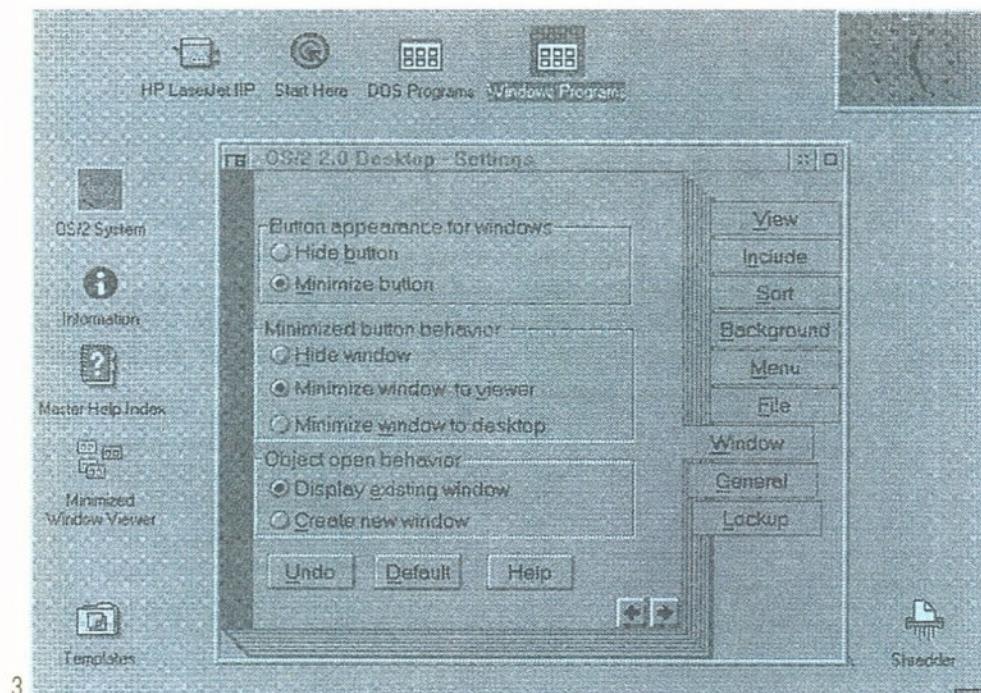 HP LaserJet IIP
Start Here
DOS Programs
Windows Programs
OS/2 2.0 Desktop - Settings
OS/2 System
Information
Master Help Index
Minimized
Window Viewer
Templates
Button appearance for windows
Hide button
Minimize button
Minimized button behavior
Hide window
Minimize window to viewer
Minimize window to desktop
Object open behavior
Display existing window
Create new window
Undo
Default
Help
View
Include
Sort
Background
Menu
File
Window
General
Lockup
Shredder
3